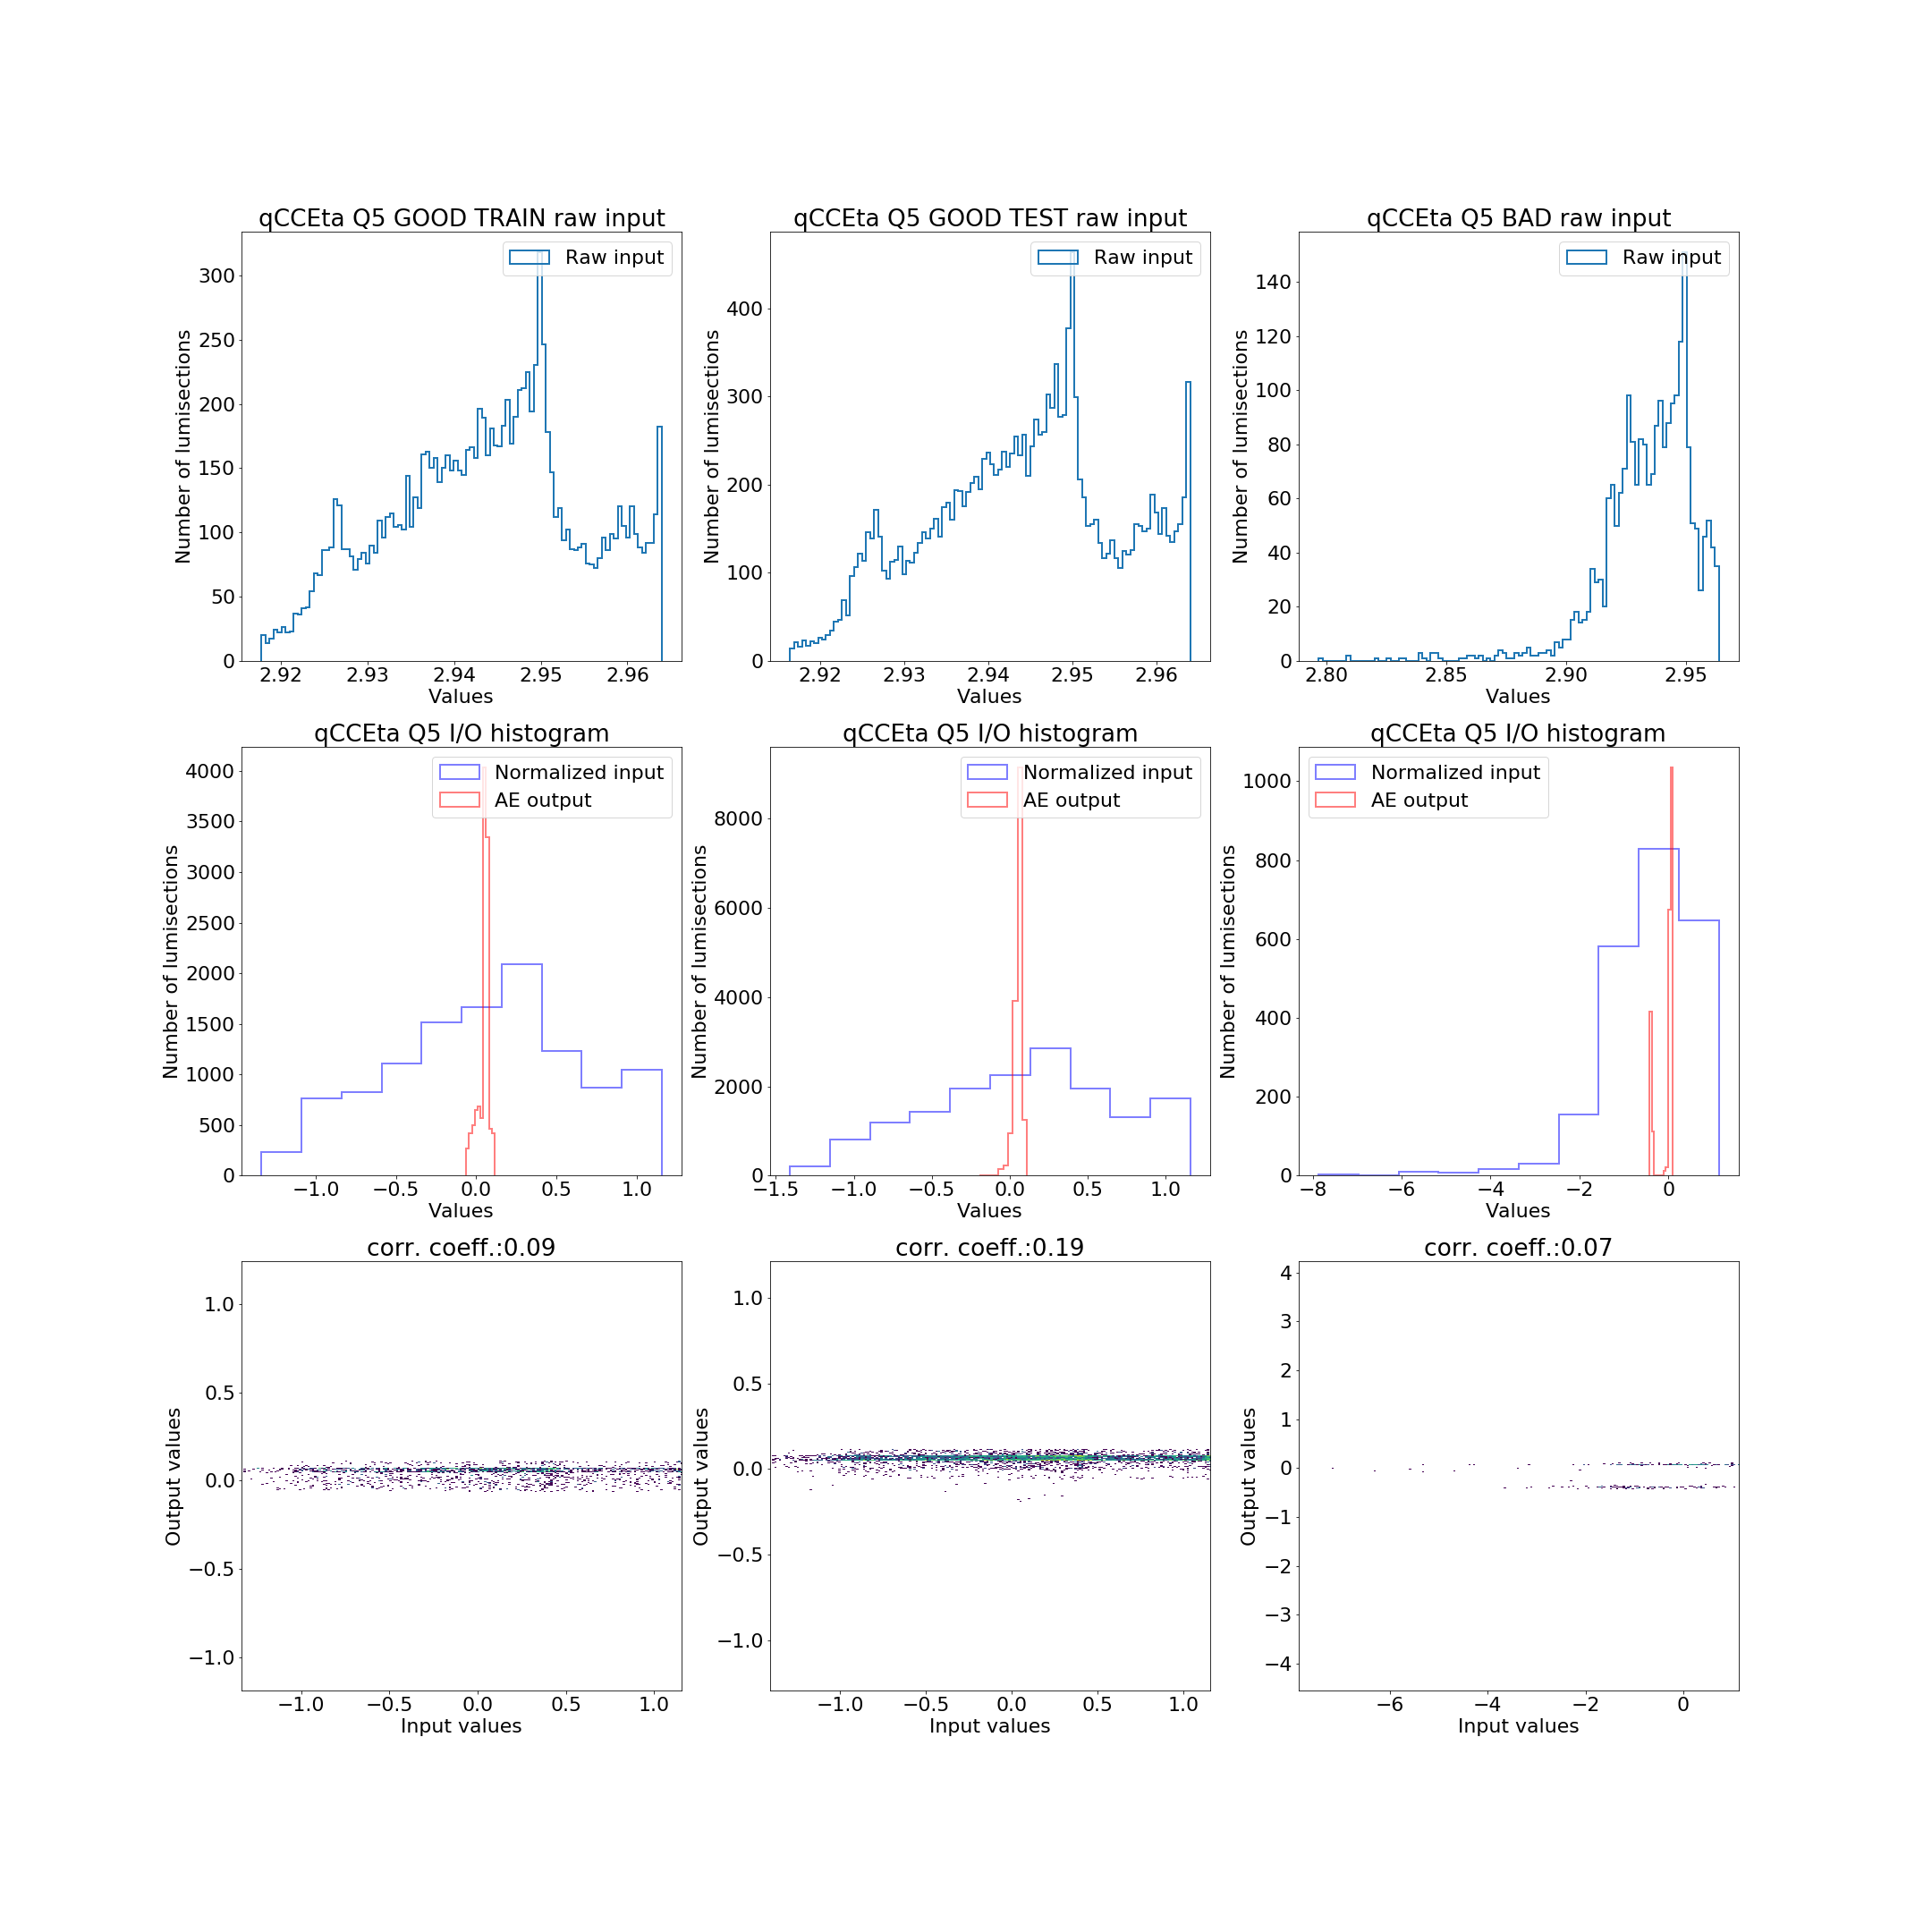 qCCEta Q5 GOOD TRAIN raw input
Raw input
Number of lumisections
300
250
200
150
100
50
0
2.92 2.93 2.94 2.95 2.96
Values
qCCEta Q5 GOOD TEST raw input
Raw input
Number of lumisections
400
300
200
100
0
2.92 2.93 2.94 2.95 2.96
Values
qCCEta Q5 BAD raw input
Raw input
Number of lumisections
140
120
100
80
60
40
20
0
2.80 2.85 2.90 2.95
Values
qCCEta Q5 I/O histogram
Normalized input
AE output
Number of lumisections
4000
3500
3000
2500
2000
1500
1000
500
0
−1.0 −0.5 0.0 0.5 1.0
Values
qCCEta Q5 I/O histogram
Normalized input
AE output
Number of lumisections
8000
6000
4000
2000
0
−1.5 −1.0 −0.5 0.0 0.5 1.0
Values
qCCEta Q5 I/O histogram
Normalized input
AE output
Number of lumisections
1000
800
600
400
200
0
−8 −6 −4 −2 0
Values
corr. coeff.:0.09
Output values
1.0
0.5
0.0
−0.5
−1.0
−1.0 −0.5 0.0 0.5 1.0
Input values
corr. coeff.:0.19
Output values
1.0
0.5
0.0
−0.5
−1.0
−1.0 −0.5 0.0 0.5 1.0
Input values
corr. coeff.:0.07
Output values
4
3
2
1
0
−1
−2
−3
−4
−6 −4 −2 0
Input values